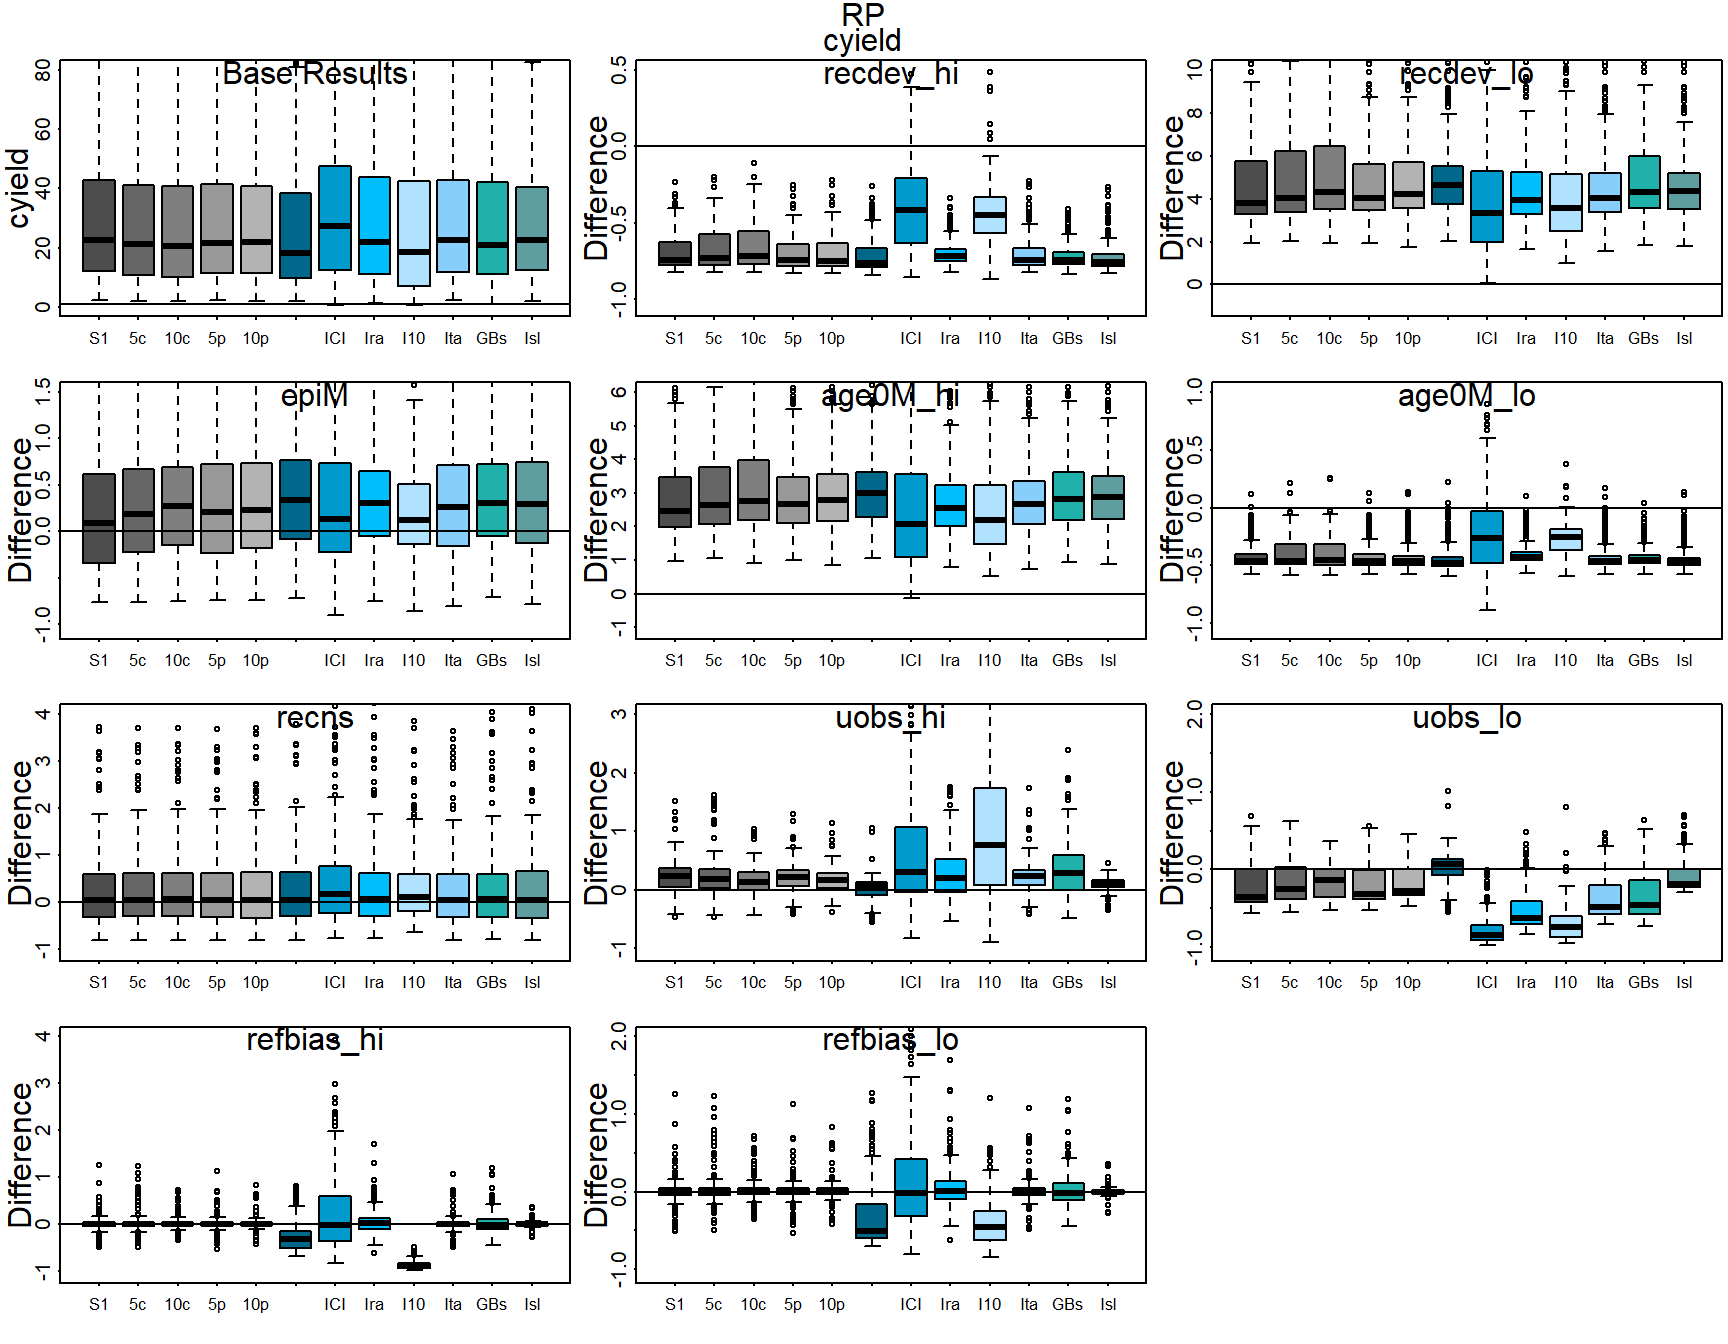 RP
cyield
Base Results
cyield
0 20 40 60 80
S1 5c 10c 5p 10p ICI Ira I10 Ita GBs Isl
recdev_hi
Difference
-1.0 -0.5 0.0 0.5
S1 5c 10c 5p 10p ICI Ira I10 Ita GBs Isl
recdev_lo
Difference
0 2 4 6 8 10
S1 5c 10c 5p 10p ICI Ira I10 Ita GBs Isl
epiM
Difference
-1.0 0.0 0.5 1.0 1.5
S1 5c 10c 5p 10p ICI Ira I10 Ita GBs Isl
age0M_hi
Difference
-1 0 1 2 3 4 5 6
S1 5c 10c 5p 10p ICI Ira I10 Ita GBs Isl
age0M_lo
Difference
-1.0 -0.5 0.0 0.5 1.0
S1 5c 10c 5p 10p ICI Ira I10 Ita GBs Isl
recns
Difference
-1 0 1 2 3 4
S1 5c 10c 5p 10p ICI Ira I10 Ita GBs Isl
uobs_hi
Difference
-1 0 1 2 3
S1 5c 10c 5p 10p ICI Ira I10 Ita GBs Isl
uobs_lo
Difference
-1.0 0.0 1.0 2.0
S1 5c 10c 5p 10p ICI Ira I10 Ita GBs Isl
refbias_hi
Difference
-1 0 1 2 3 4
S1 5c 10c 5p 10p ICI Ira I10 Ita GBs Isl
refbias_lo
Difference
-1.0 0.0 1.0 2.0
S1 5c 10c 5p 10p ICI Ira I10 Ita GBs Isl